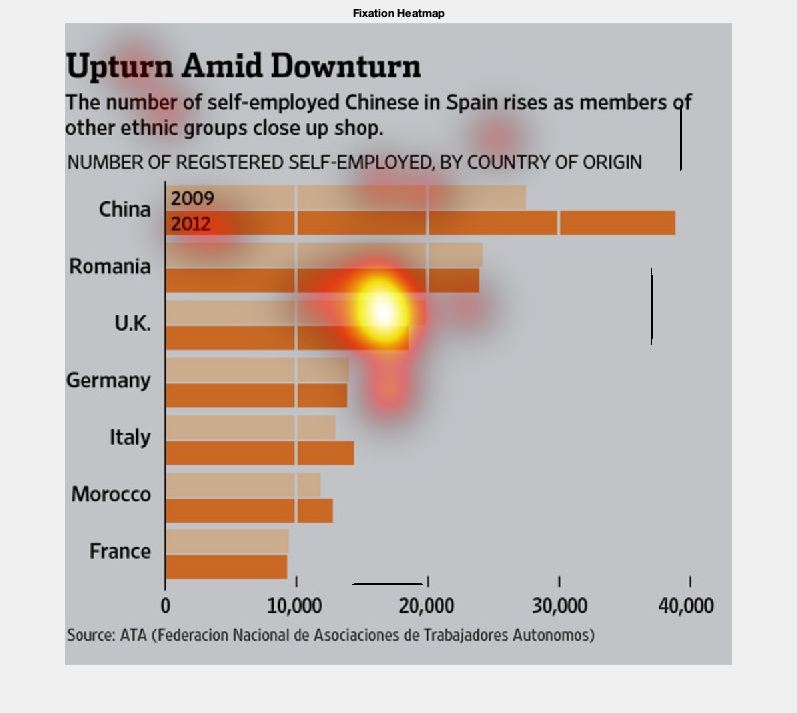 Fixation Heatmap
Upturn Amid Downturn
The number of self-employed Chinese in Spain rises as members of
other ethnic groups close up shop.
NUMBER OF REGISTERED SELF-EMPLOYED, BY COUNTRY OF ORIGIN
China
2009
2012
Romania
U.K.
Germany
Italy
Morocco
France
0 10,000 20,000 30,000 40,000
Source: ATA (Federacion Nacional de Asociaciones de Trabajadores Autonomos)